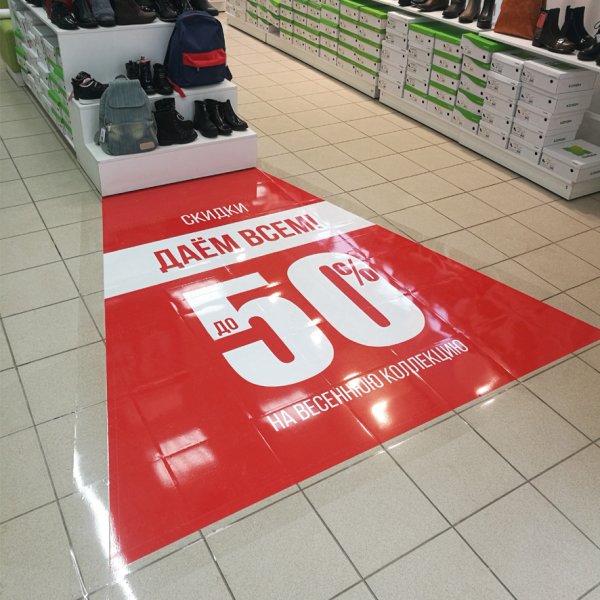 СКИДКИ
ДАЁМ ВСЕМ!
ДО 50%
НА ВЕСЕННЮЮ КОЛЛЕКЦИЮ